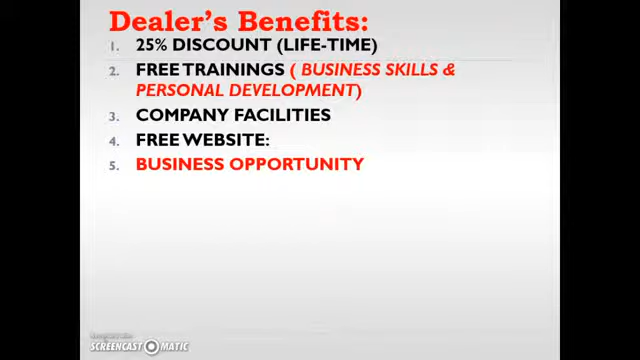 Dealer's Benefits:
1. 25% DISCOUNT (LIFE-TIME)
2. FREE TRAININGS ( BUSINESS SKILLS &
PERSONAL DEVELOPMENT)
3. COMPANY FACILITIES
4. FREE WEBSITE:
5. BUSINESS OPPORTUNITY
SCREENCAST MATIC